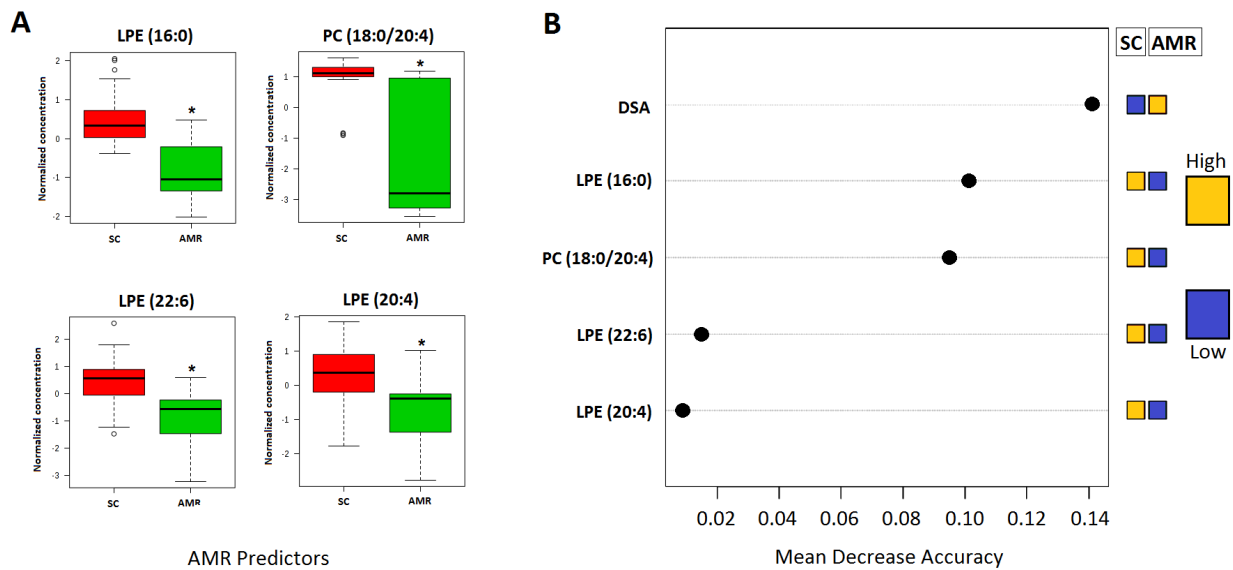 A
LPE (16:0)
Normalized concentration
2
1
0
-1
-2
*
SC
AMR
PC (18:0/20:4)
Normalized concentration
1
0
-1
-2
-3
*
SC
AMR
LPE (22:6)
Normalized concentration
2
1
0
-1
-2
-3
*
SC
AMR
LPE (20:4)
Normalized concentration
2
1
0
-1
-2
*
SC
AMR
AMR Predictors
B
SC AMR
DSA
LPE (16:0)
PC (18:0/20:4)
LPE (22:6)
LPE (20:4)
High
Low
0.02 0.04 0.06 0.08 0.10 0.12 0.14
Mean Decrease Accuracy